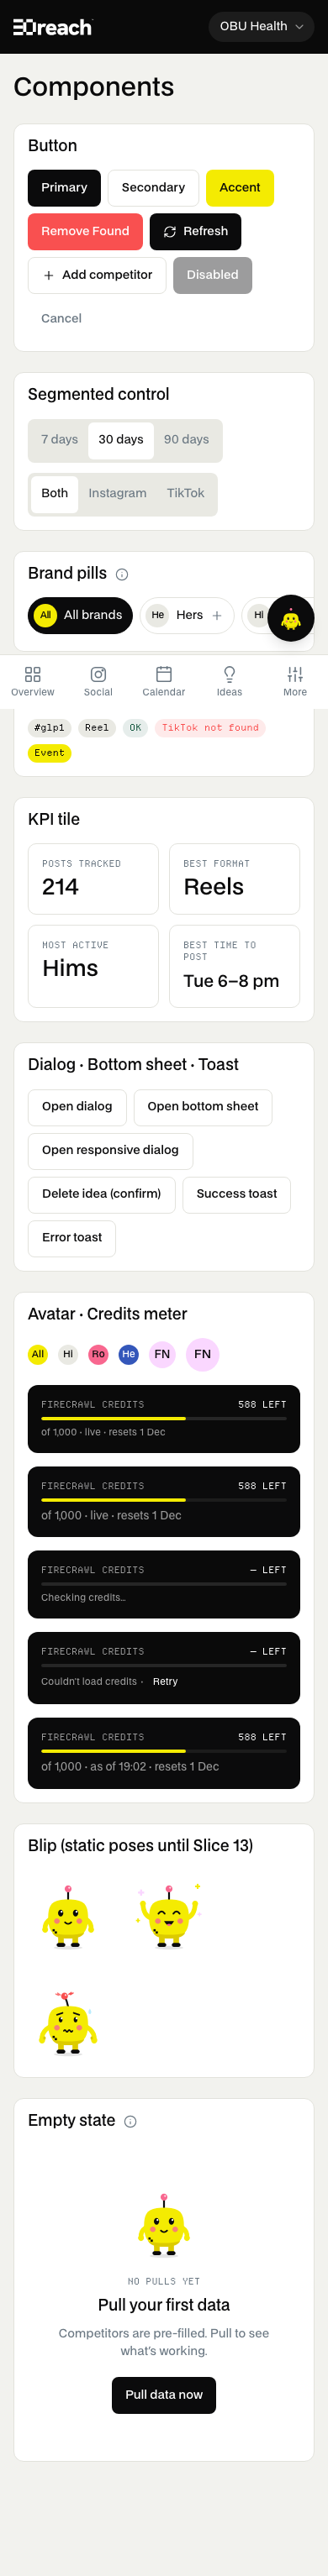 reach
OBU Health
Components
Button
Primary
Secondary
Accent
Remove Found
Refresh
Add competitor
Disabled
Cancel
Segmented control
7 days
30 days
90 days
Both
Instagram
TikTok
Brand pills
All
All brands
He
Hers
Hi
Overview
Social
Calendar
Ideas
More
#glp1
Reel
OK
TikTok not found
Event
KPI tile
POSTS TRACKED
214
BEST FORMAT
Reels
MOST ACTIVE
Hims
BEST TIME TO
POST
Tue 6–8 pm
Dialog · Bottom sheet · Toast
Open dialog
Open bottom sheet
Open responsive dialog
Delete idea (confirm)
Success toast
Error toast
Avatar · Credits meter
All
Hi
Ro
He
FN
FN
FIRECRAWL CREDITS
588 LEFT
of 1,000 · live · resets 1 Dec
FIRECRAWL CREDITS
588 LEFT
of 1,000 · live · resets 1 Dec
FIRECRAWL CREDITS
— LEFT
Checking credits…
FIRECRAWL CREDITS
— LEFT
Couldn't load credits ·
Retry
FIRECRAWL CREDITS
588 LEFT
of 1,000 · as of 19:02 · resets 1 Dec
Blip (static poses until Slice 13)
Empty state
NO PULLS YET
Pull your first data
Competitors are pre-filled. Pull to see
what's working.
Pull data now